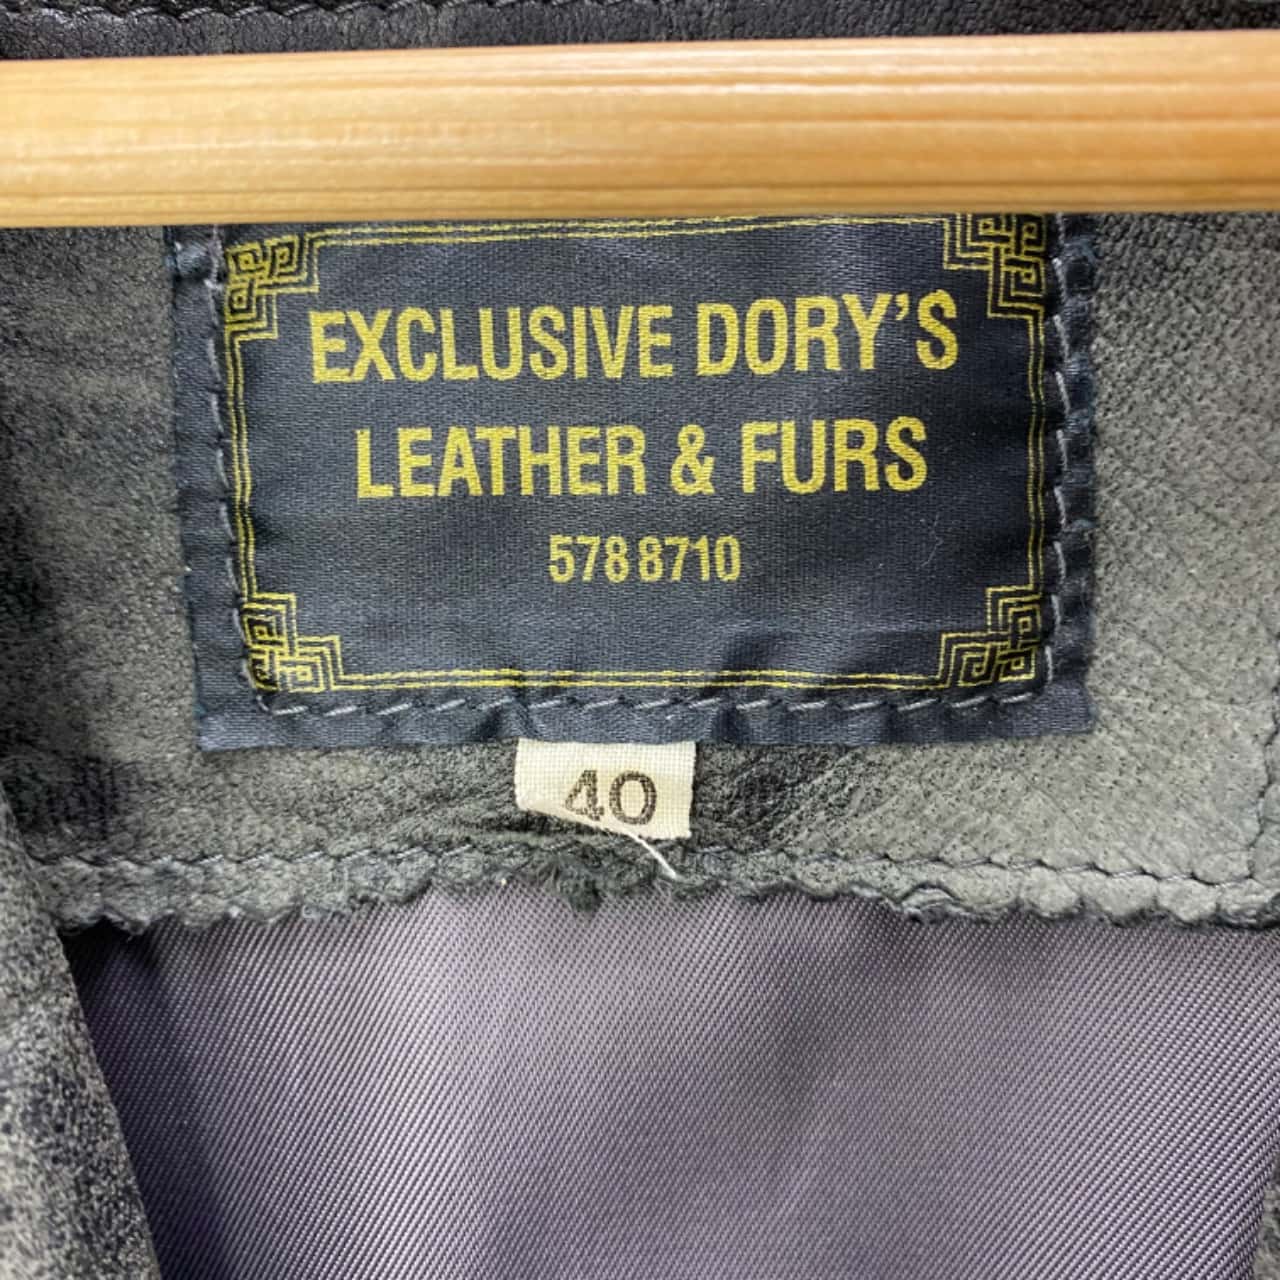 EXCLUSIVE DORY'S
LEATHER & FURS
578 8710
40